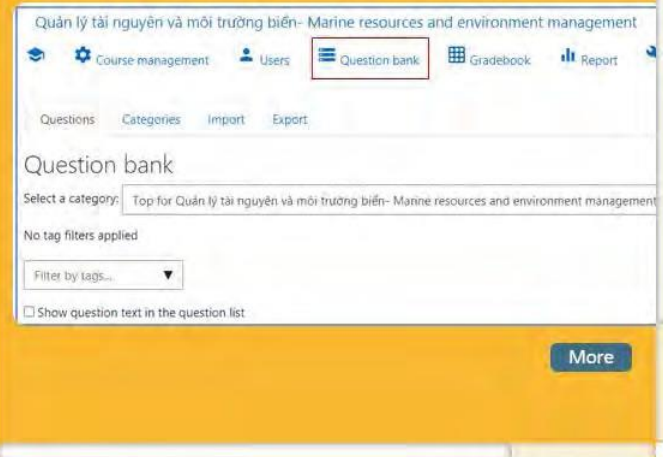 Quản lý tài nguyên và môi trường biển- Marine resources and environment management
Course management Users Question bank Gradebook Report
Questions Categories Import Export
Question bank
Select a category: Top for Quản lý tài nguyên và môi trường biển- Marine resources and environment management
No tag filters applied
Filter by tags... ▼
Show question text in the question list
More